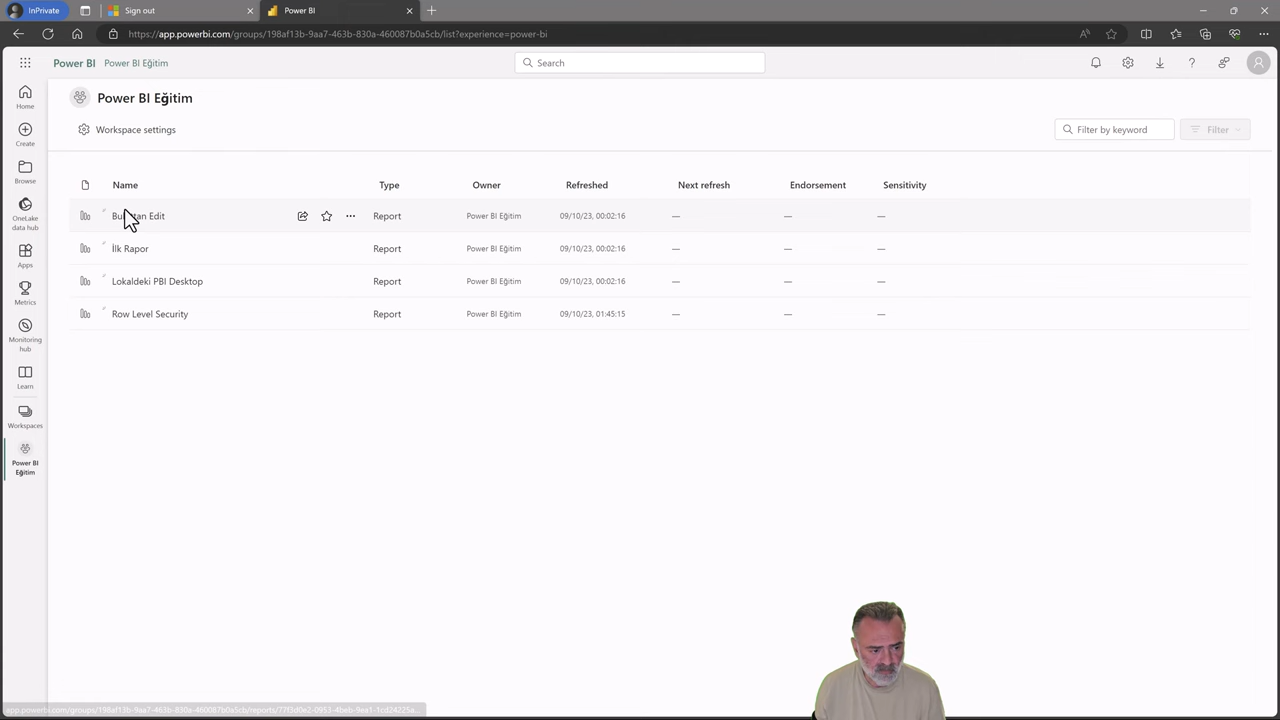 InPrivate
Sign out
Power BI
https://app.powerbi.com/groups/198af13b-9aa7-463b-830a-460087b0a5cb/list?experience=power-bi
Power BI Power BI Eğitim
Search
Home
Create
Browse
OneLake
data hub
Apps
Metrics
Monitoring
hub
Learn
Workspaces
Power BI
Eğitim
Power BI Eğitim
Workspace settings
Filter by keyword
Filter
Name Type Owner Refreshed Next refresh Endorsement Sensitivity
Edit Report Power BI Eğitim 09/10/23, 00:02:16 — — —
İlk Rapor Report Power BI Eğitim 09/10/23, 00:02:16 — — —
Lokaldeki PBI Desktop Report Power BI Eğitim 09/10/23, 00:02:16 — — —
Row Level Security Report Power BI Eğitim 09/10/23, 01:45:15 — — —